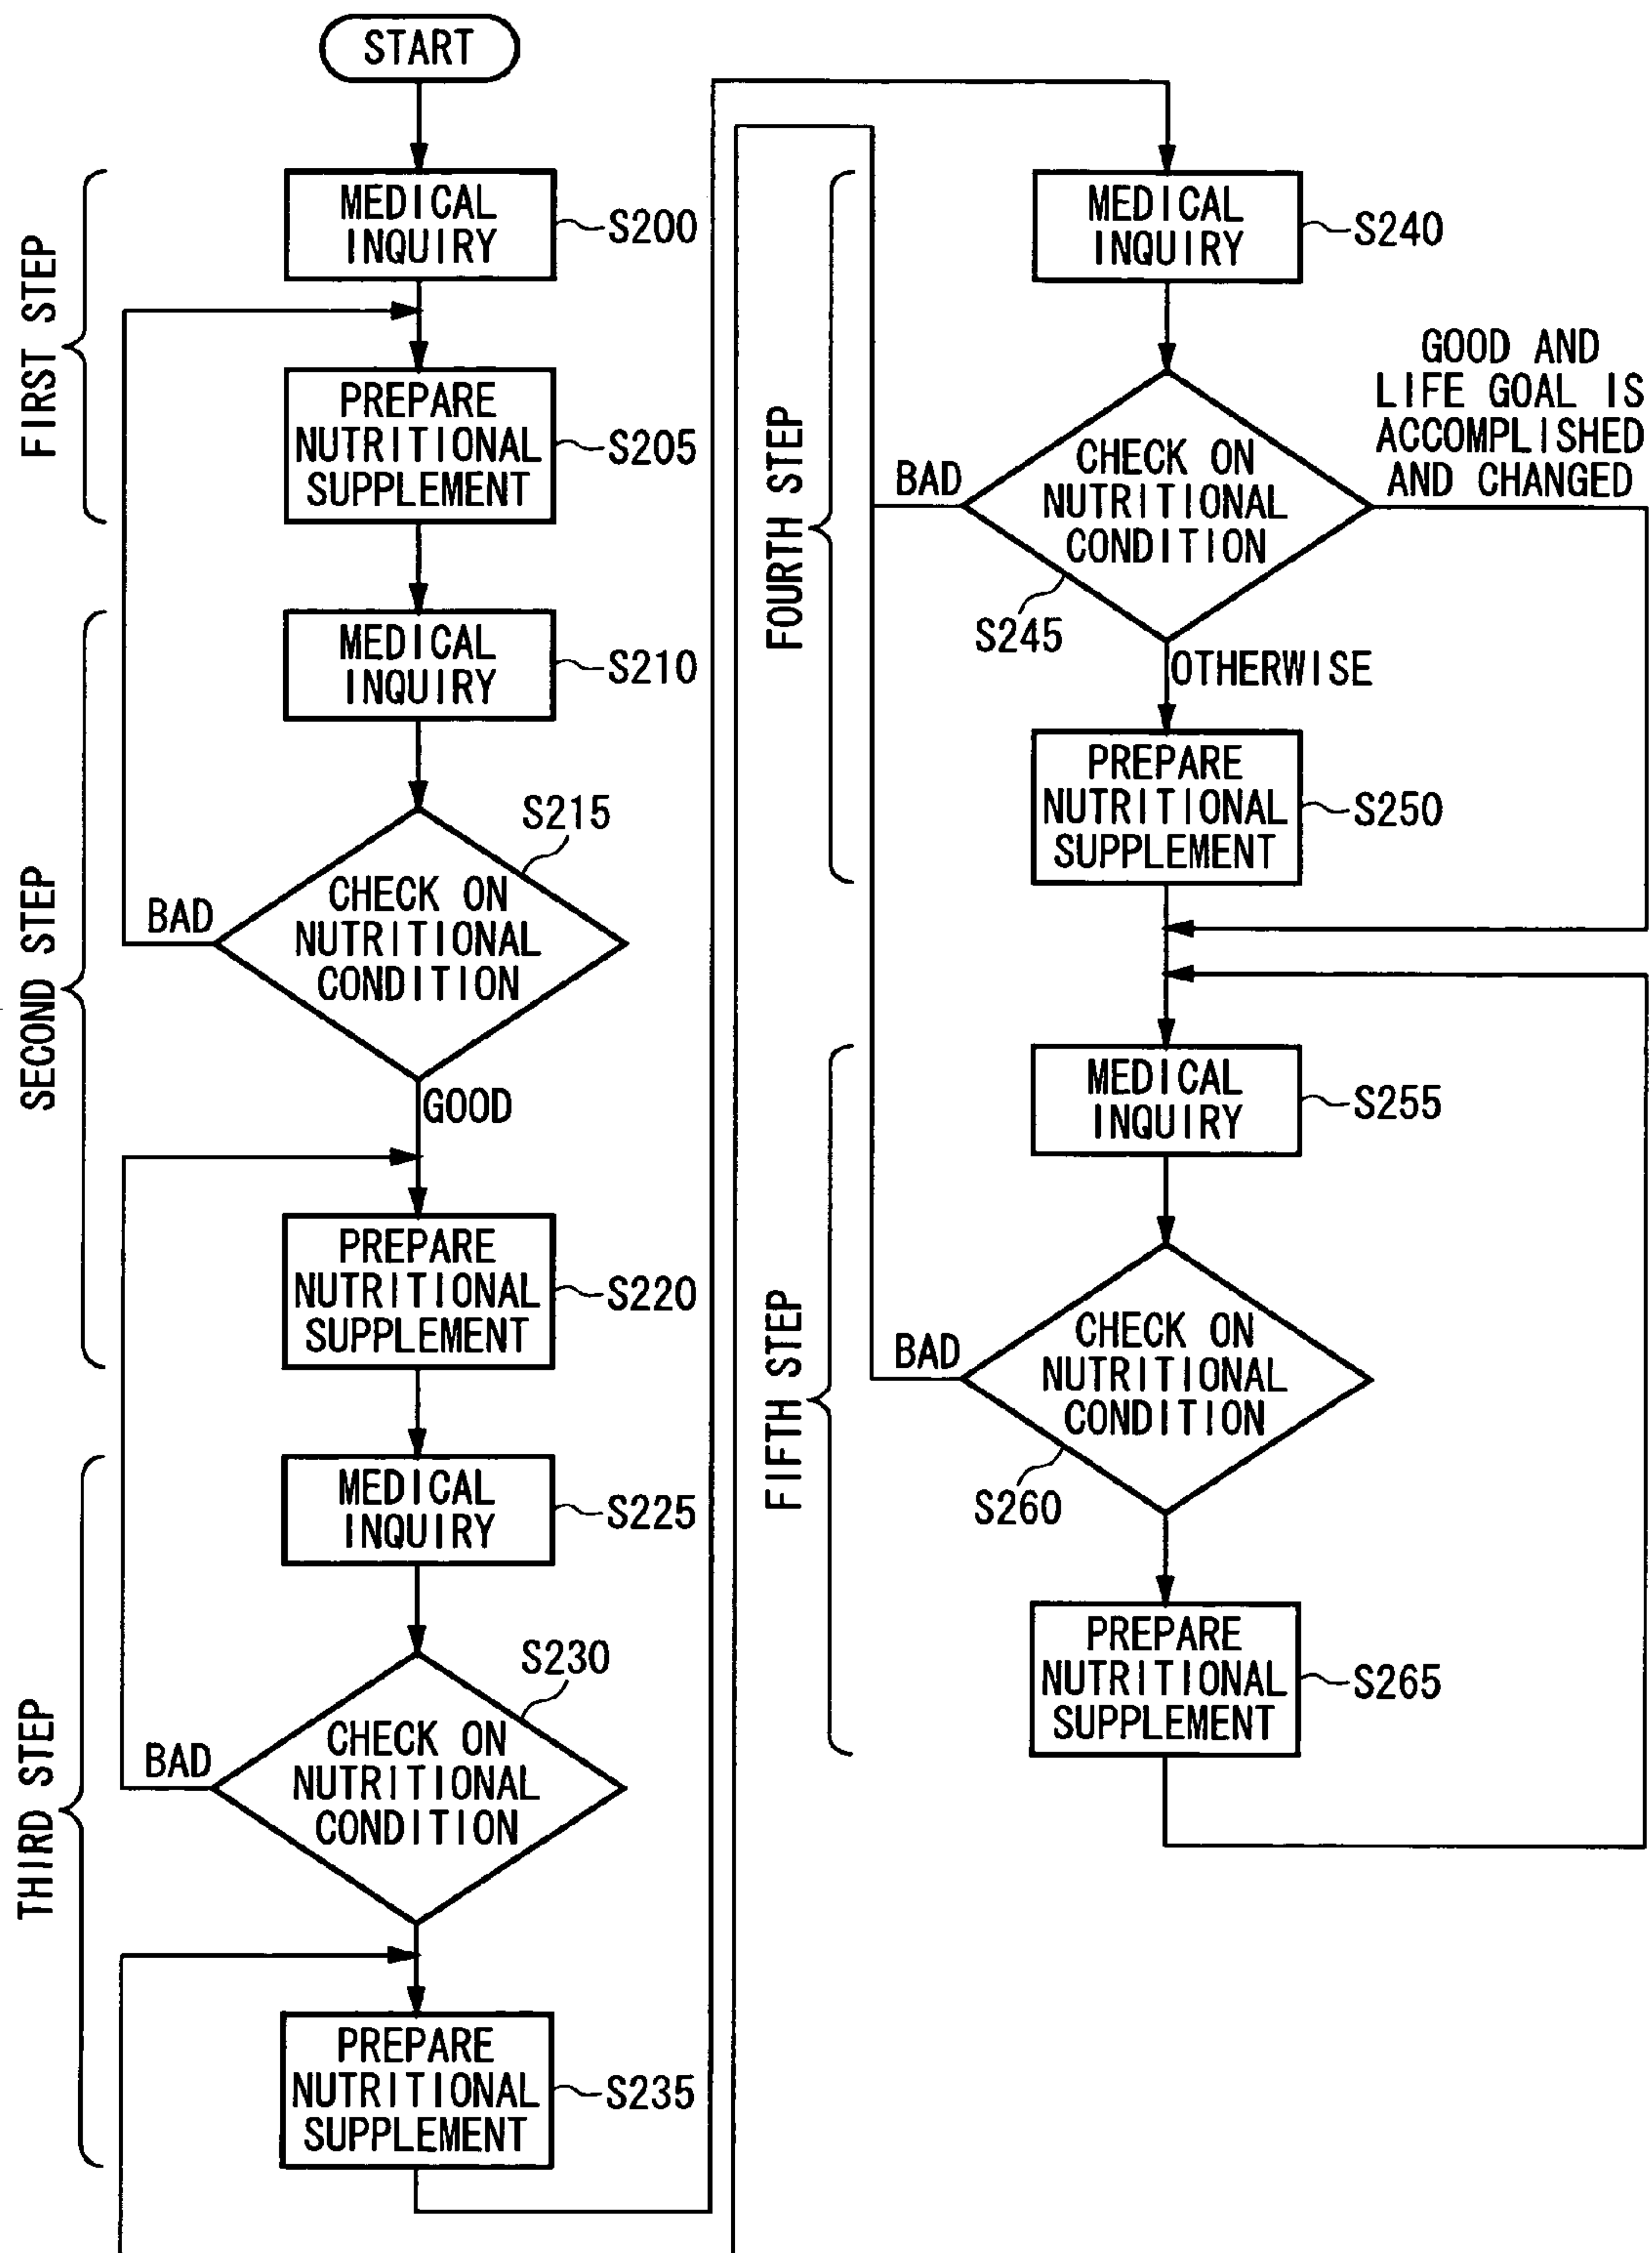 START
FIRST STEP
MEDICAL
INQUIRY
S200
PREPARE
NUTRITIONAL
SUPPLEMENT
S205
SECOND STEP
MEDICAL
INQUIRY
S210
S215
CHECK ON
NUTRITIONAL
CONDITION
BAD
GOOD
PREPARE
NUTRITIONAL
SUPPLEMENT
S220
THIRD STEP
MEDICAL
INQUIRY
S225
S230
CHECK ON
NUTRITIONAL
CONDITION
BAD
PREPARE
NUTRITIONAL
SUPPLEMENT
S235
FOURTH STEP
MEDICAL
INQUIRY
S240
GOOD AND
LIFE GOAL IS
ACCOMPLISHED
AND CHANGED
BAD
CHECK ON
NUTRITIONAL
CONDITION
S245
OTHERWISE
PREPARE
NUTRITIONAL
SUPPLEMENT
S250
FIFTH STEP
MEDICAL
INQUIRY
S255
BAD
CHECK ON
NUTRITIONAL
CONDITION
S260
PREPARE
NUTRITIONAL
SUPPLEMENT
S265